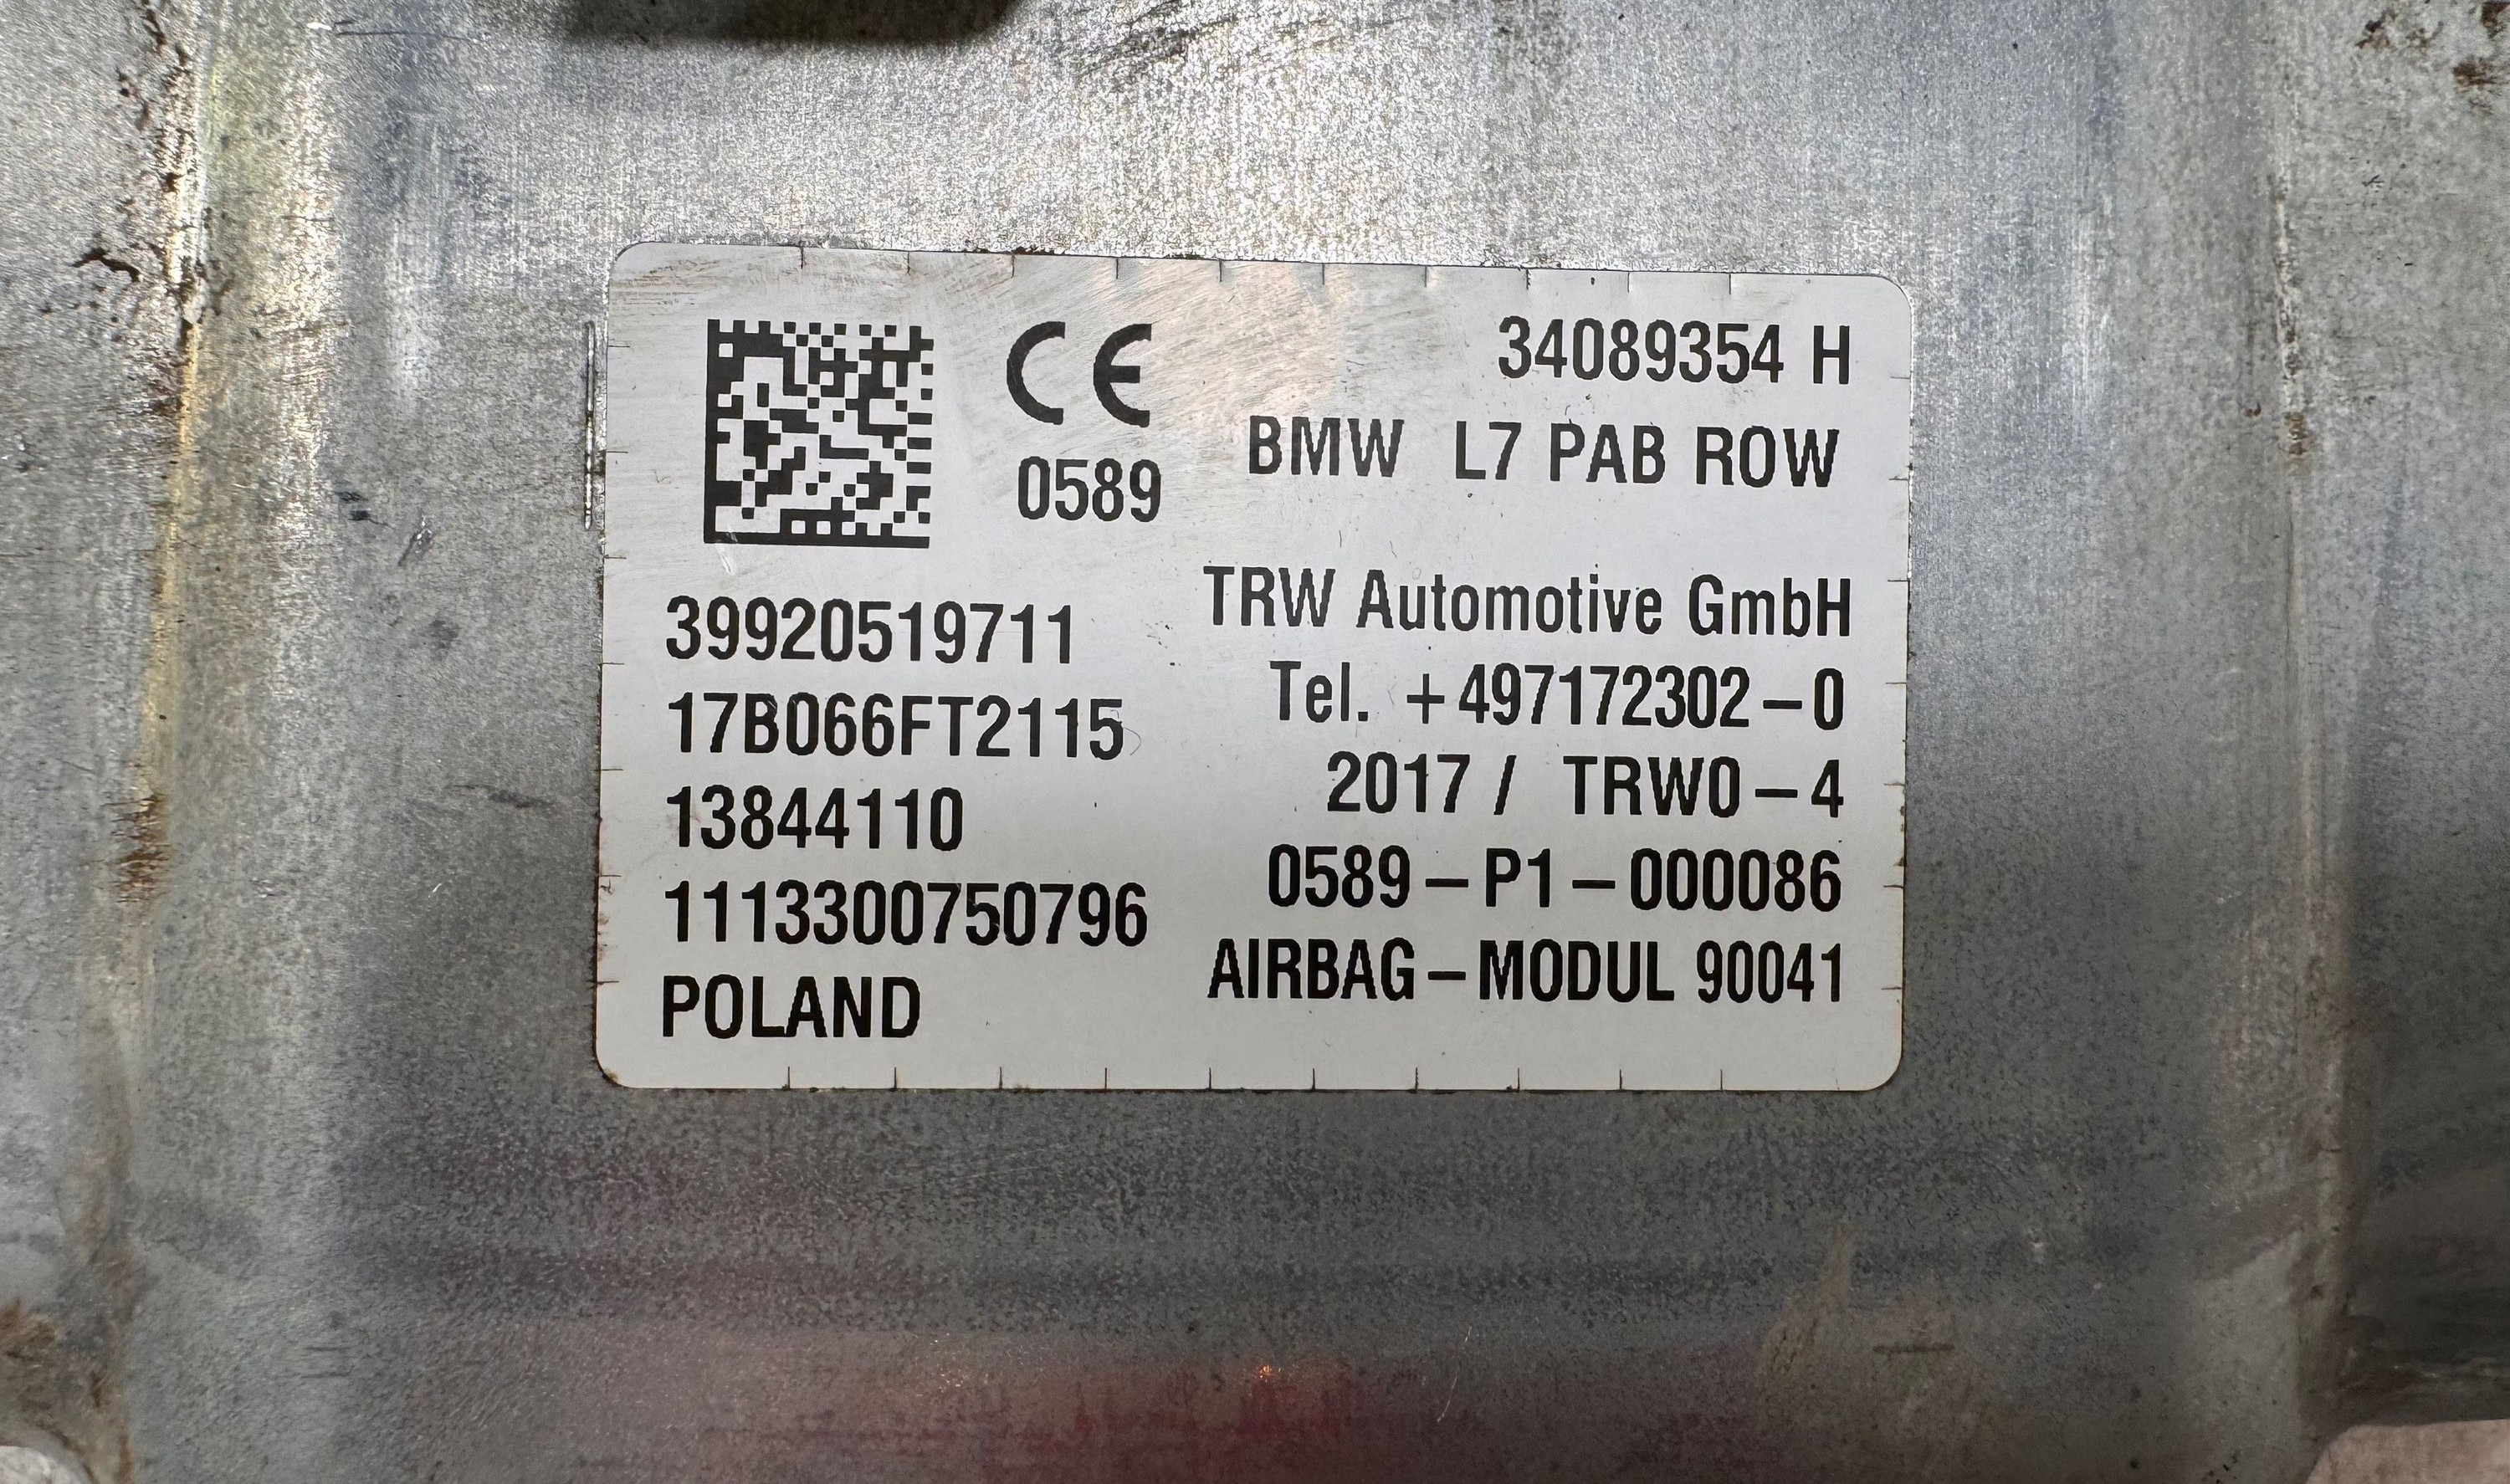 CE
0589
34089354 H
BMW L7 PAB ROW
39920519711
17B066FT2115
13844110
1113300750796
POLAND
TRW Automotive GmbH
Tel. +497172302-0
2017 / TRW0-4
0589-P1-000086
AIRBAG-MODUL 90041